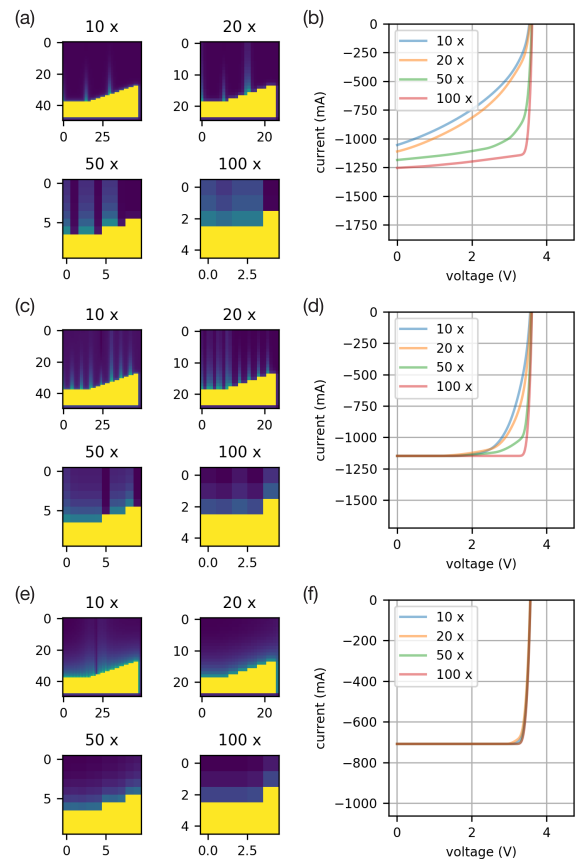 (a)
10 x
20 x
0
20
40
0
25
0
10
20
0
20
50 x
100 x
0
5
0
5
0
2
4
0.0
2.5
(b)
10 x
20 x
50 x
100 x
0
−250
−500
−750
−1000
−1250
−1500
−1750
0
2
4
current (mA)
voltage (V)
(c)
10 x
20 x
0
20
40
0
25
0
10
20
0
20
50 x
100 x
0
5
0
5
0
2
4
0.0
2.5
(d)
10 x
20 x
50 x
100 x
0
−250
−500
−750
−1000
−1250
−1500
0
2
4
current (mA)
voltage (V)
(e)
10 x
20 x
0
20
40
0
25
0
10
20
0
20
50 x
100 x
0
5
0
5
0
2
4
0.0
2.5
(f)
10 x
20 x
50 x
100 x
0
−200
−400
−600
−800
−1000
0
2
4
current (mA)
voltage (V)